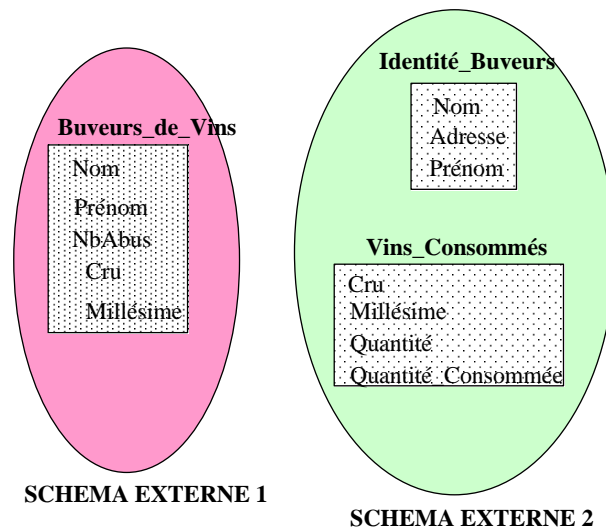 Buveurs_de_Vins
Nom
Prénom
NbAbus
Cru
Millésime
SCHEMA EXTERNE 1
Identité_Buveurs
Nom
Adresse
Prénom
Vins_Consommés
Cru
Millésime
Quantité
Quantité_Consommée
SCHEMA EXTERNE 2